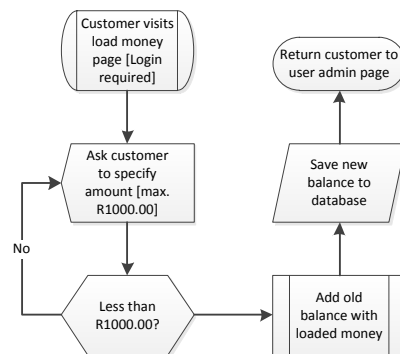 Customer visits
load money
page [Login
required]
Ask customer
to specify
amount [max.
R1000.00]
No
Less than
R1000.00?
Add old
balance with
loaded money
Save new
balance to
database
Return customer to
user admin page